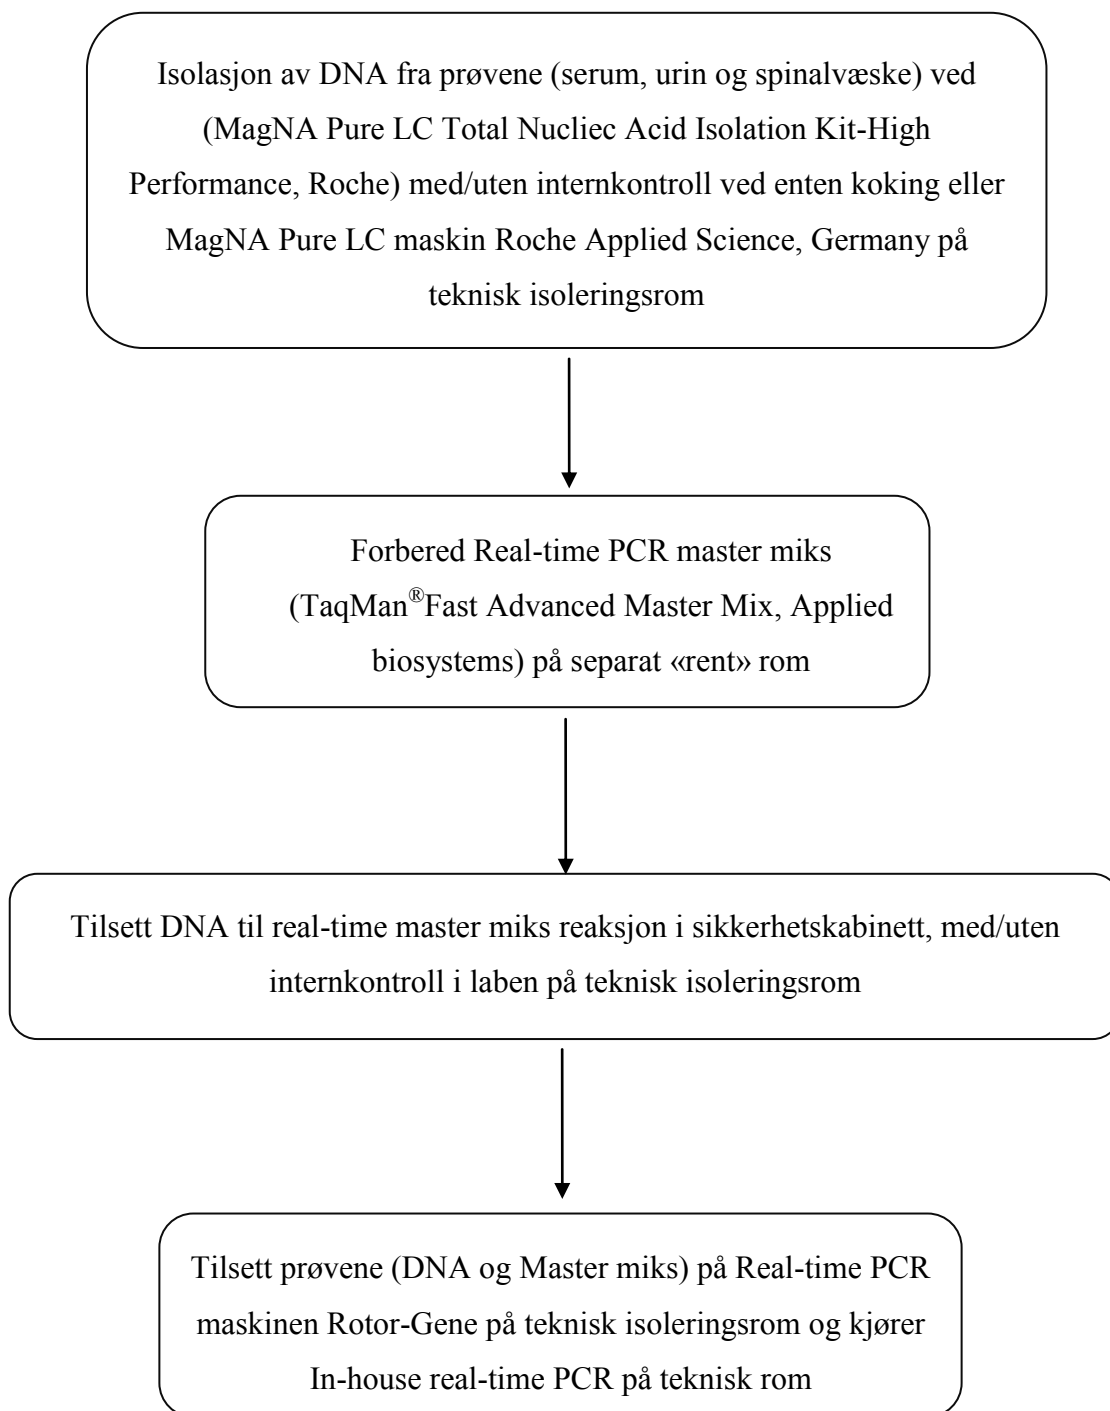 Isolasjon av DNA fra prøvene (serum, urin og spinalvæske) ved
(MagNA Pure LC Total Nucliec Acid Isolation Kit-High
Performance, Roche) med/uten internkontroll ved enten koking eller
MagNA Pure LC maskin Roche Applied Science, Germany på
teknisk isoleringsrom
Forbered Real-time PCR master miks
(TaqMan®Fast Advanced Master Mix, Applied
biosystems) på separat «rent» rom
Tilsett DNA til real-time master miks reaksjon i sikkerhetskabinett, med/uten
internkontroll i laben på teknisk isoleringsrom
Tilsett prøvene (DNA og Master miks) på Real-time PCR
maskinen Rotor-Gene på teknisk isoleringsrom og kjører
In-house real-time PCR på teknisk rom